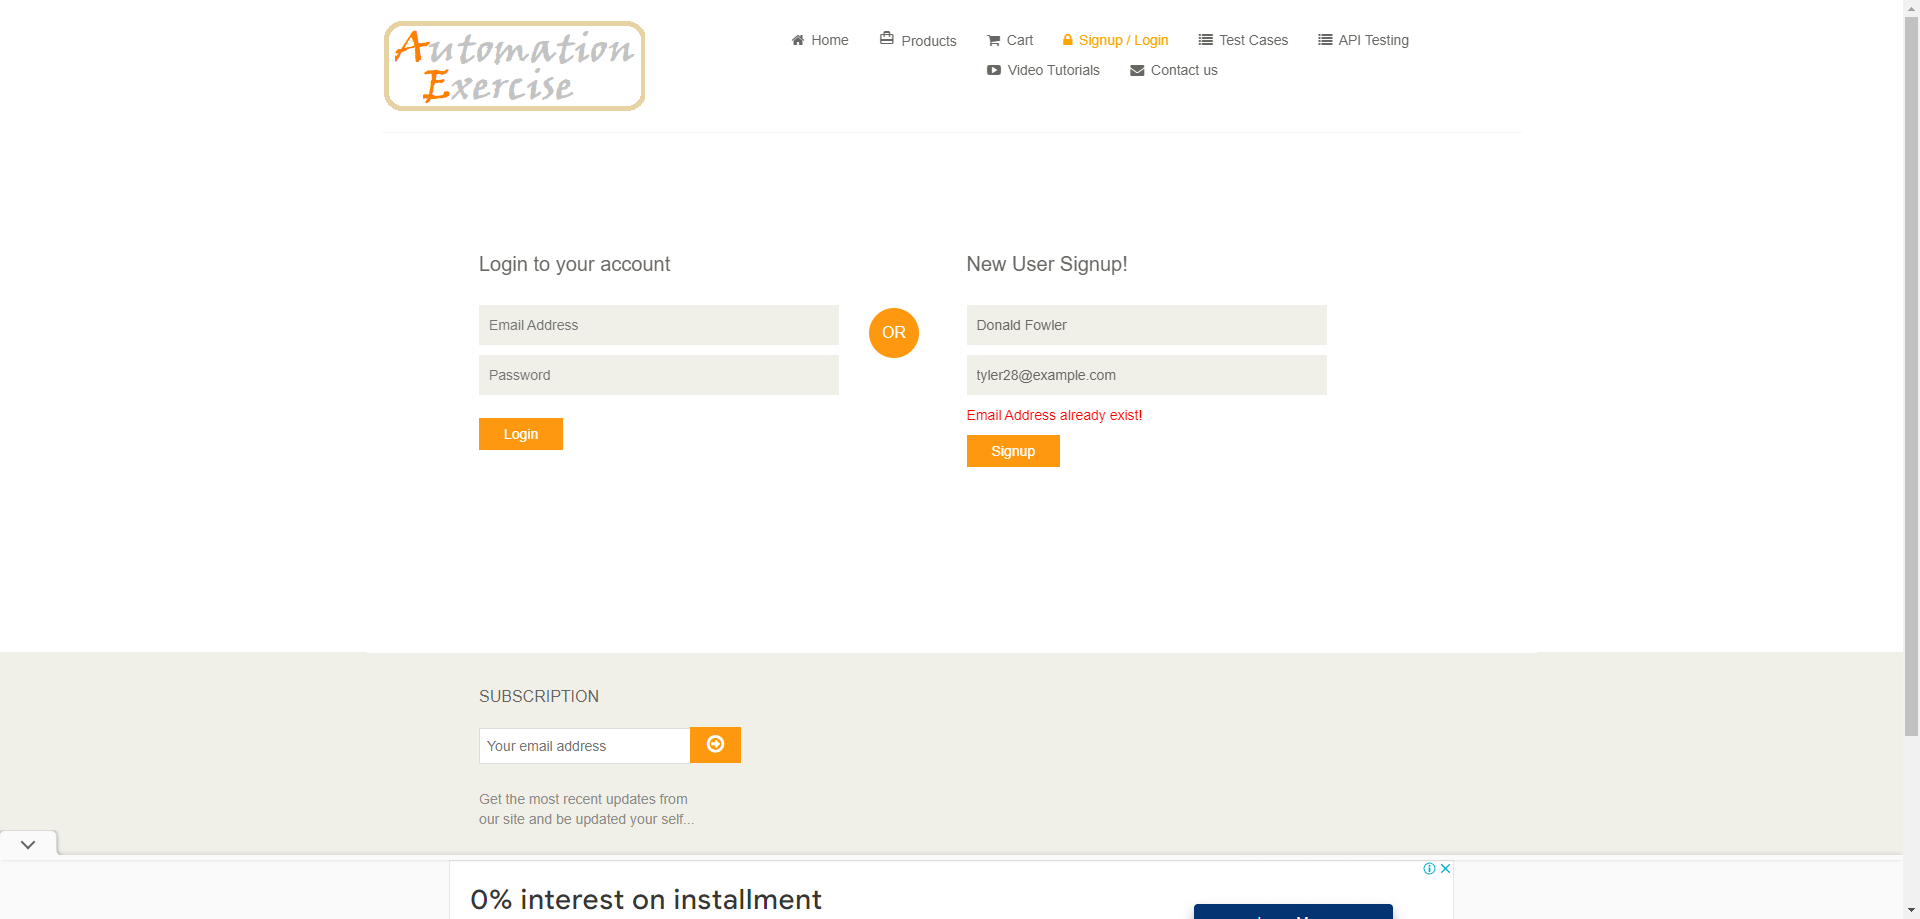 Automation
Exercise
Home
Products
Cart
Signup / Login
Test Cases
API Testing
Video Tutorials
Contact us
Login to your account
Email Address
Password
Login
OR
New User Signup!
Donald Fowler
tyler28@example.com
Email Address already exist!
Signup
SUBSCRIPTION
Your email address
Get the most recent updates from
our site and be updated your self...
0% interest on installment